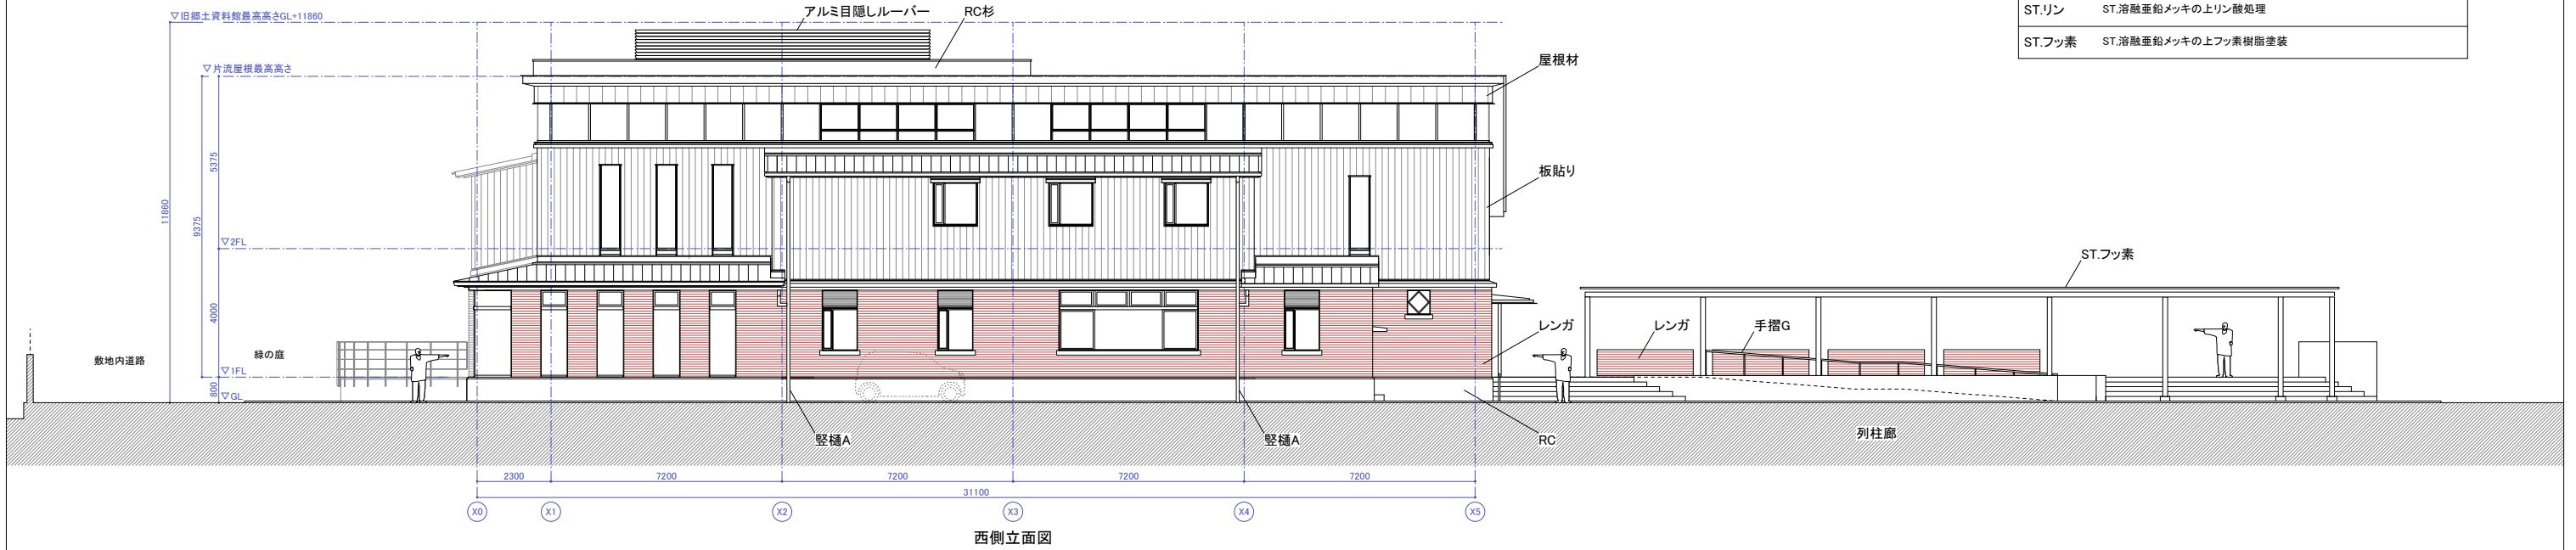 ▽旧郷土資料館最高高さGL+11860
アルミ目隠しルーバー
RC杉
ST.リン ST.溶融亜鉛メッキの上リン酸処理
ST.フッ素 ST.溶融亜鉛メッキの上フッ素樹脂塗装
▽片流屋根最高高さ
屋根材
5375
板貼り
11860
9375
▽2FL
ST.フッ素
4000
レンガ
レンガ
手摺G
敷地内道路
緑の庭
▽1FL
800
▽GL
竪樋A
竪樋A
RC
列柱廊
2300
7200
7200
7200
7200
31100
X0
X1
X2
X3
X4
X5
西側立面図